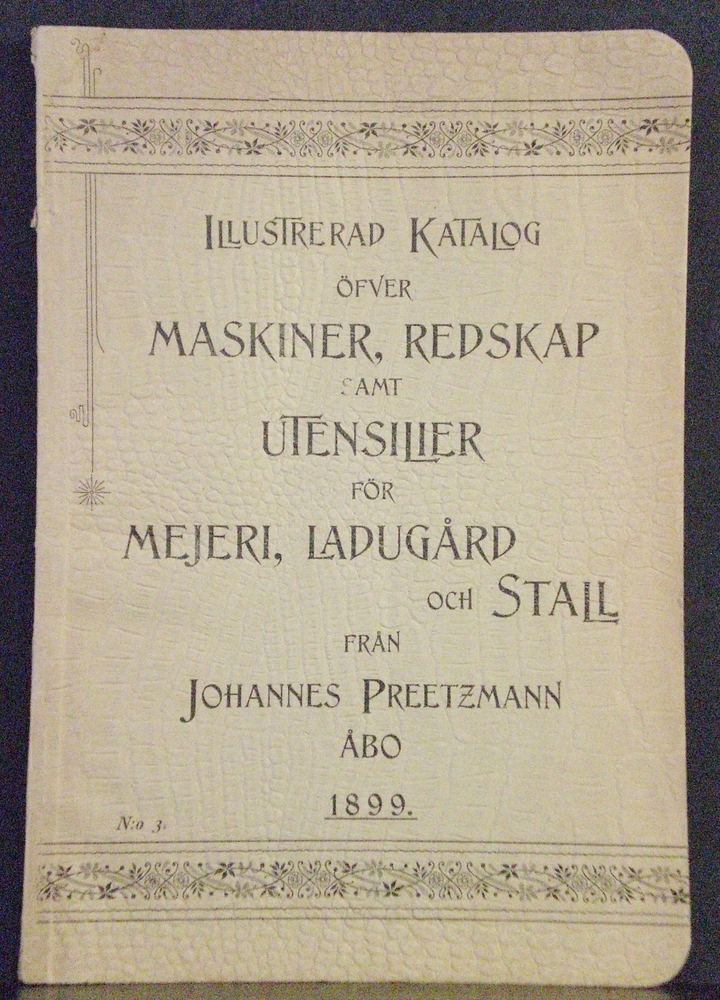 ILLUSTRERAD KATALOG
ÖFVER
MASKINER, REDSKAP
SAMT
UTENSILIER
FÖR
MEJERI, LADUGÅRD
OCH STALL
FRÅN
JOHANNES PREETZMANN
ÅBO
1899.
N:o 3.